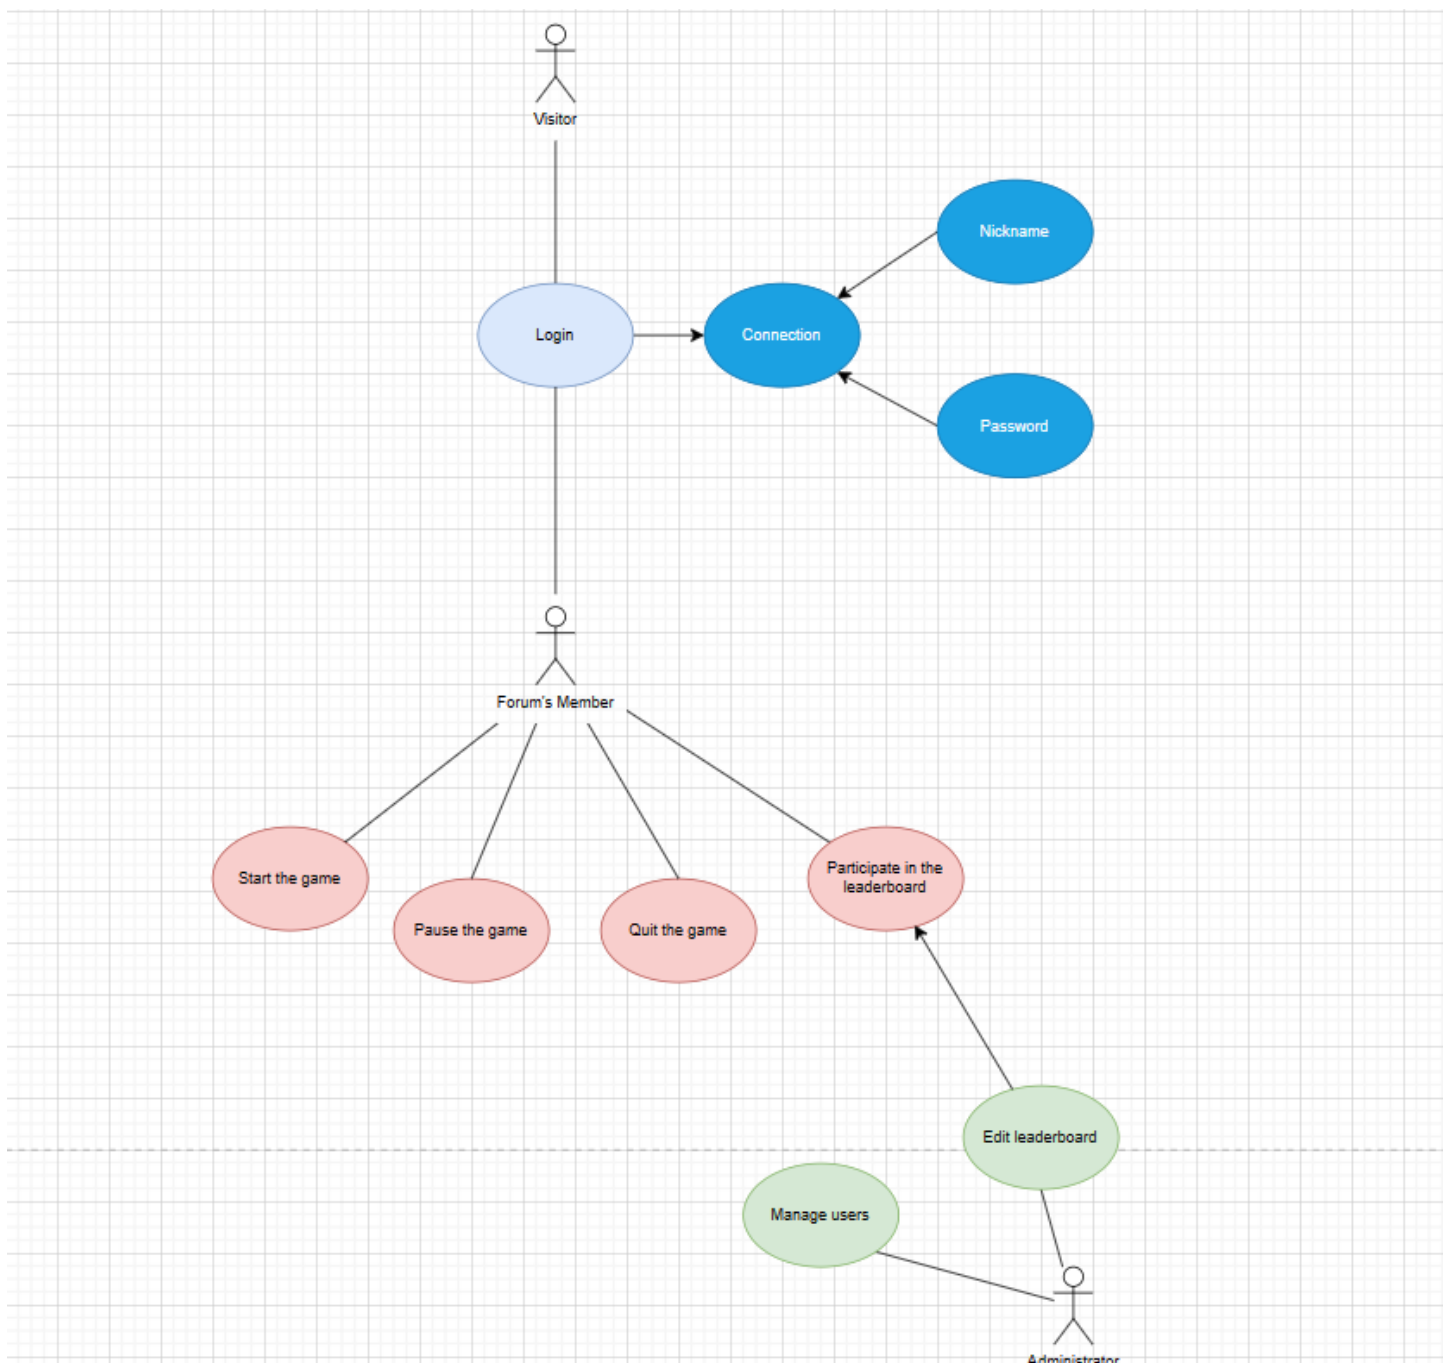 Visitor
Nickname
Login
Connection
Password
Forum's Member
Start the game
Pause the game
Quit the game
Participate in the
leaderboard
Edit leaderboard
Manage users
Administrator